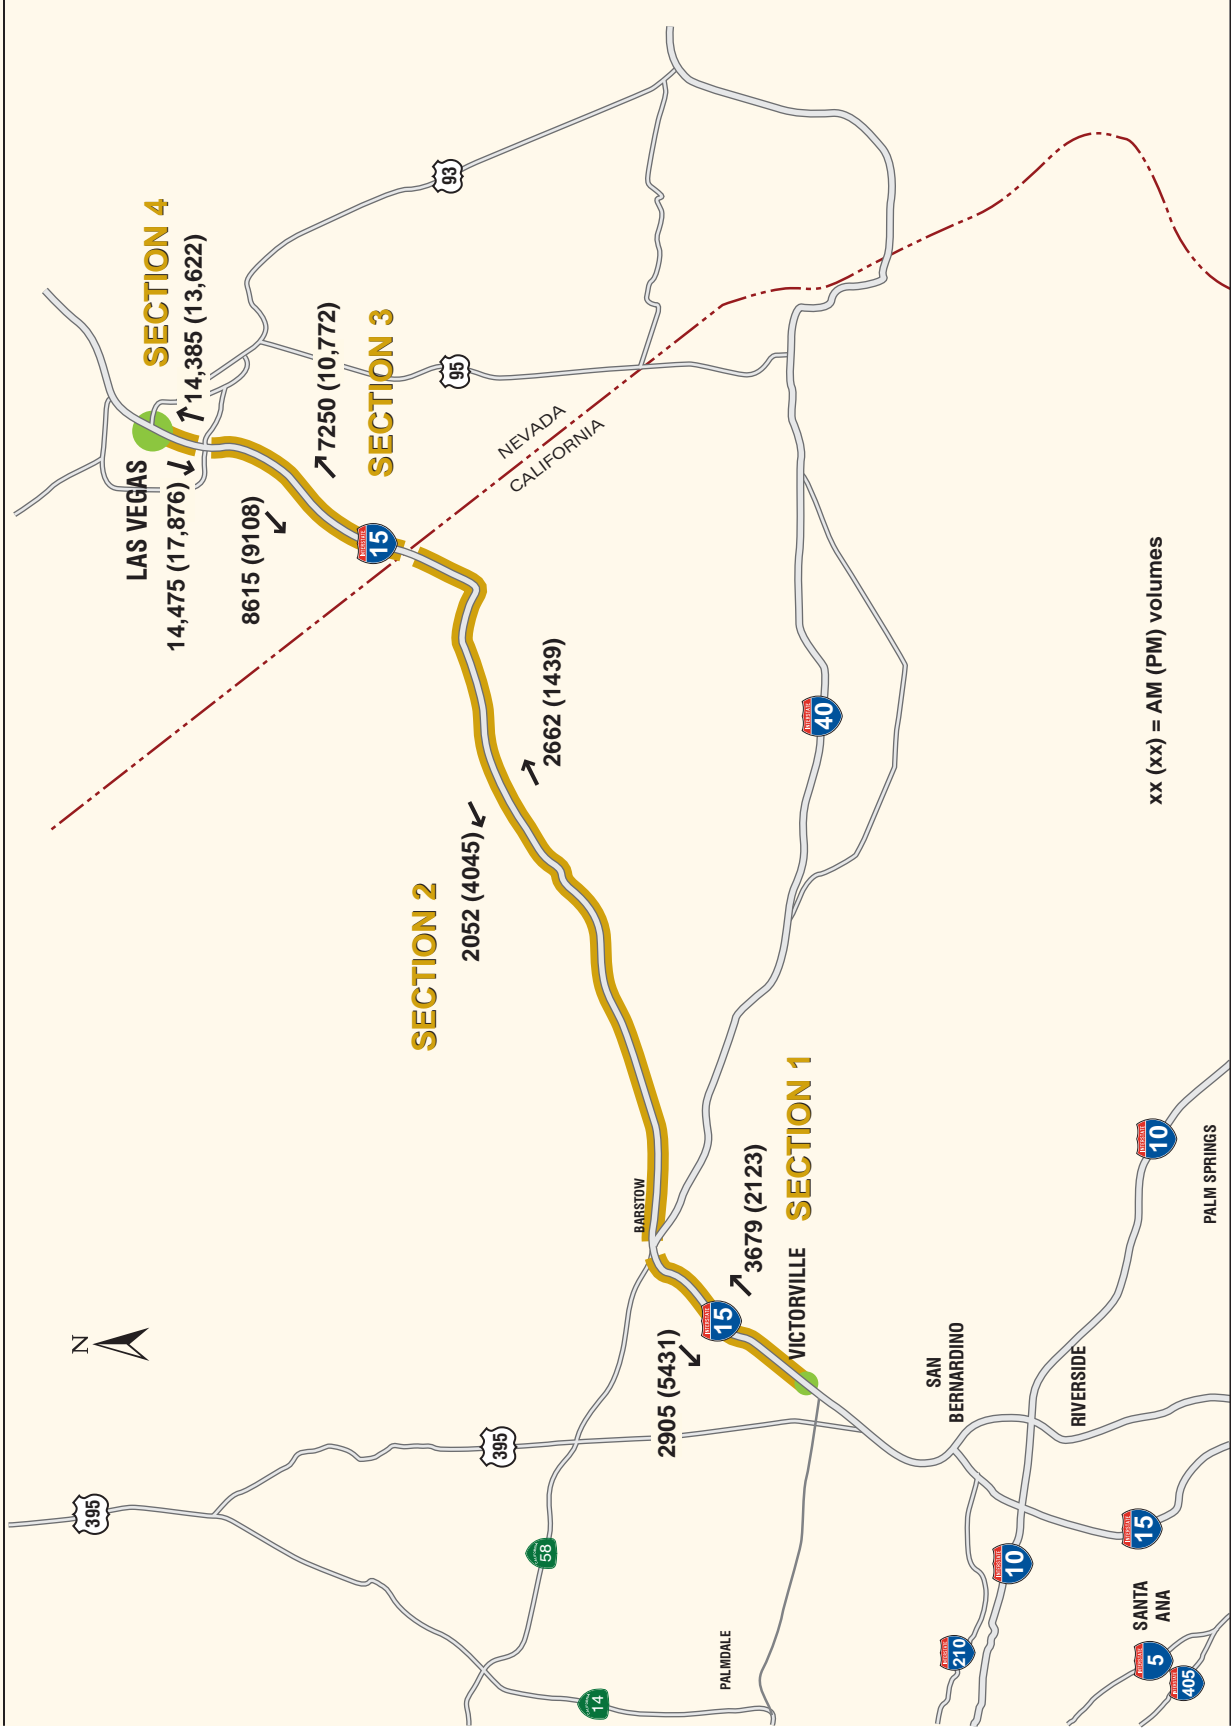 N
395
LAS VEGAS
SECTION 4
14,475 (17,876)
14,385 (13,622)
8615 (9108)
7250 (10,772)
15
SECTION 3
SECTION 2
93
95
2052 (4045)
395
NEVADA
CALIFORNIA
58
2662 (1439)
14
BARSTOW
2905 (5431)
15
PALMDALE
3679 (2123)
VICTORVILLE
SECTION 1
40
SAN
BERNARDINO
210
10
RIVERSIDE
15
SANTA
ANA
5
xx (xx) = AM (PM) volumes
10
405
PALM SPRINGS